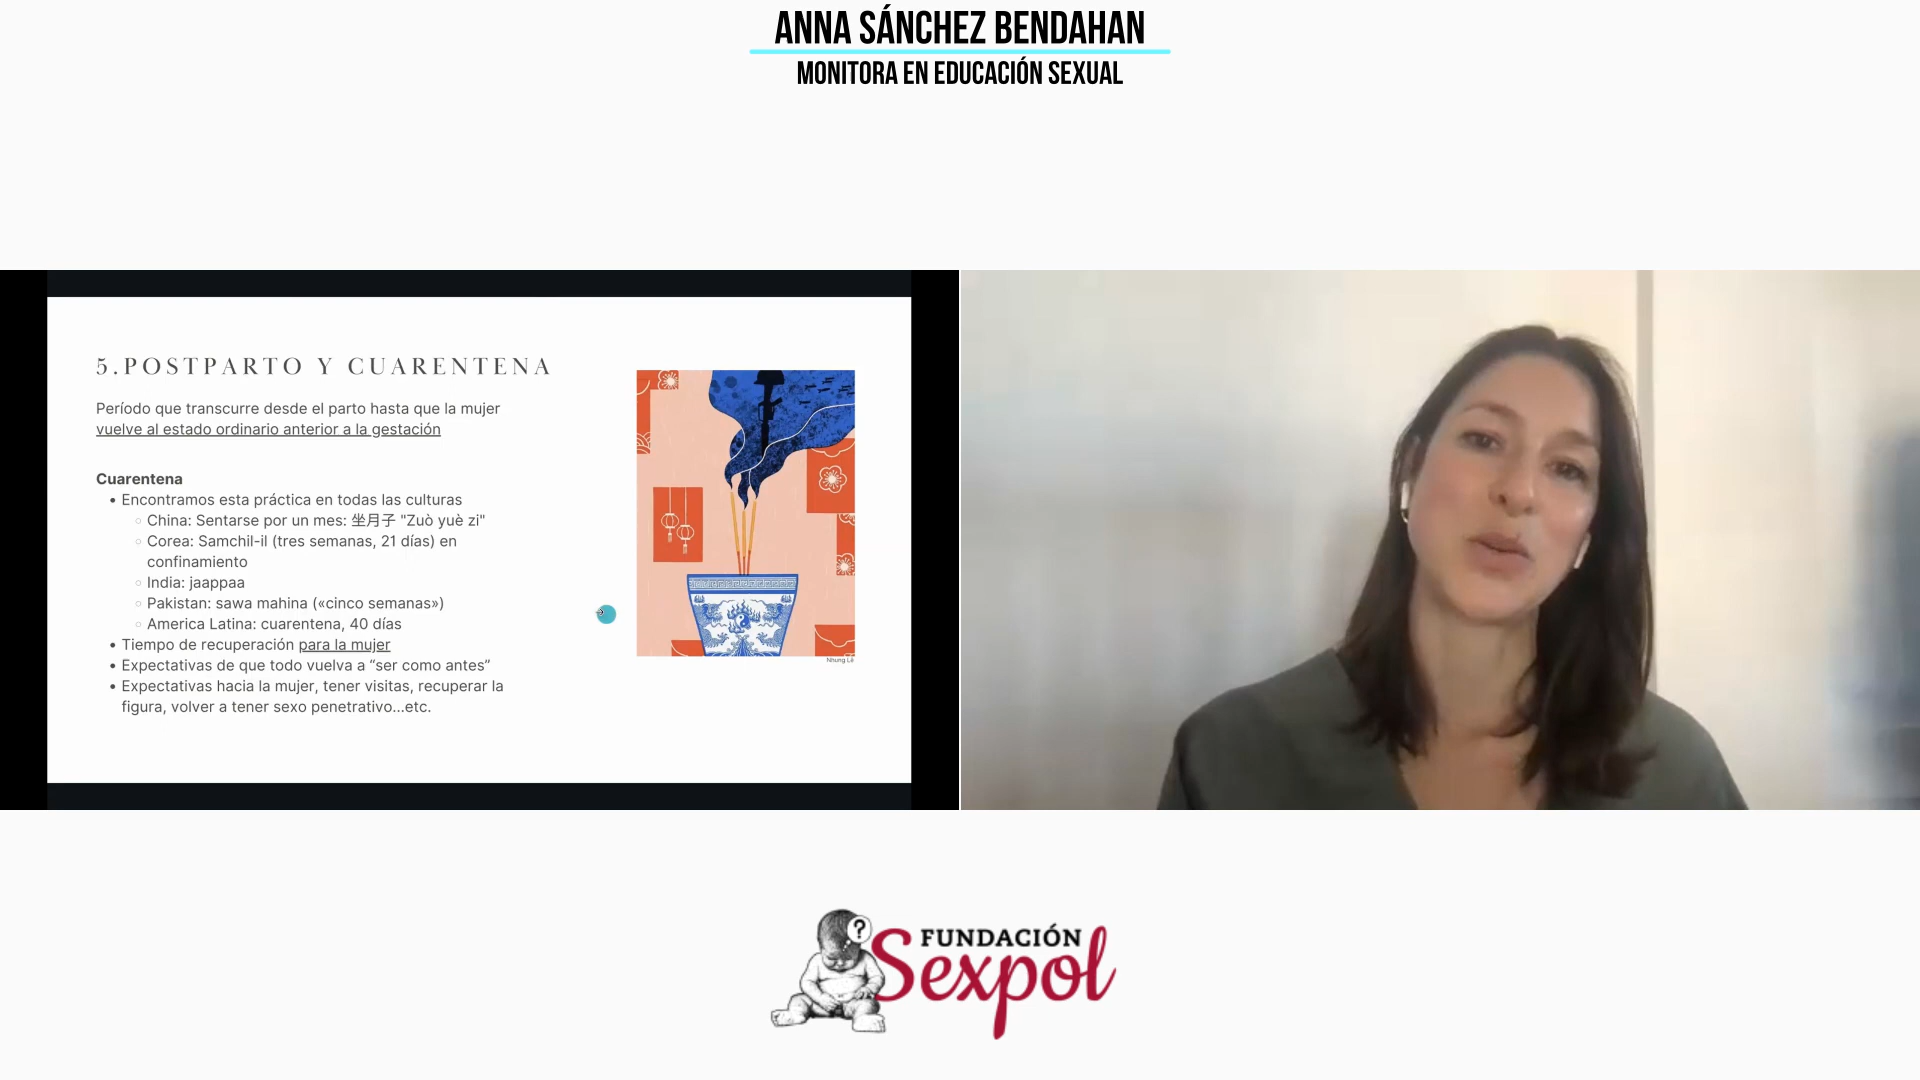 ANNA SÁNCHEZ BENDAHAN
MONITORA EN EDUCACIÓN SEXUAL
5.POSTPARTO Y CUARENTENA
Período que transcurre desde el parto hasta que la mujer
vuelve al estado ordinario anterior a la gestación
Cuarentena
• Encontramos esta práctica en todas las culturas
○ China: Sentarse por un mes: 坐月子 "Zuò yuè zi"
○ Corea: Samchil-il (tres semanas, 21 días) en
confinamiento
○ India: jaappaa
○ Pakistan: sawa mahina («cinco semanas»)
○ America Latina: cuarentena, 40 días
• Tiempo de recuperación para la mujer
• Expectativas de que todo vuelva a “ser como antes”
• Expectativas hacia la mujer, tener visitas, recuperar la
figura, volver a tener sexo penetrativo...etc.
Nhung Lê
?
FUNDACIÓN
Sexpol